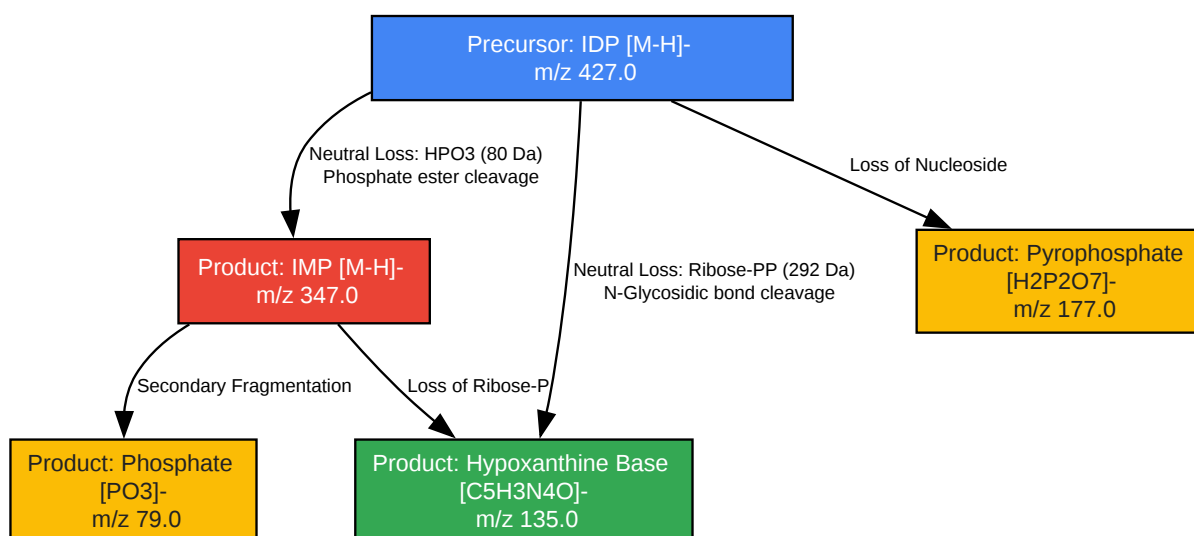 Precursor: IDP [M-H]-
m/z 427.0
Neutral Loss: HPO3 (80 Da)
Phosphate ester cleavage
Loss of Nucleoside
Product: IMP [M-H]-
m/z 347.0
Neutral Loss: Ribose-PP (292 Da)
N-Glycosidic bond cleavage
Product: Pyrophosphate
[H2P2O7]-
m/z 177.0
Secondary Fragmentation
Loss of Ribose-P
Product: Phosphate
[PO3]-
m/z 79.0
Product: Hypoxanthine Base
[C5H3N4O]-
m/z 135.0